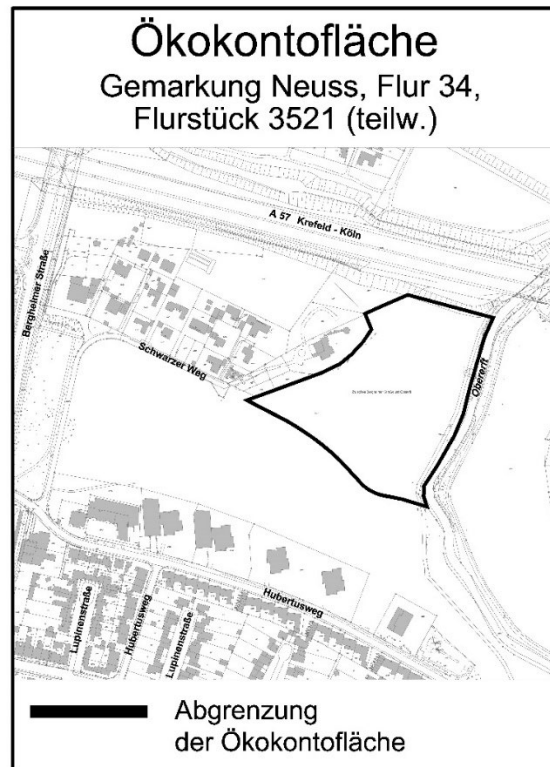 Ökokontofläche
Gemarkung Neuss, Flur 34,
Flurstück 3521 (teilw.)
A 57 Krefeld - Köln
Bergheimer Straße
Schwarzer Weg
Obererft
Hubertusweg
Lupinenstraße
Hubertusweg
Lupinenstraße
Abgrenzung
der Ökokontofläche